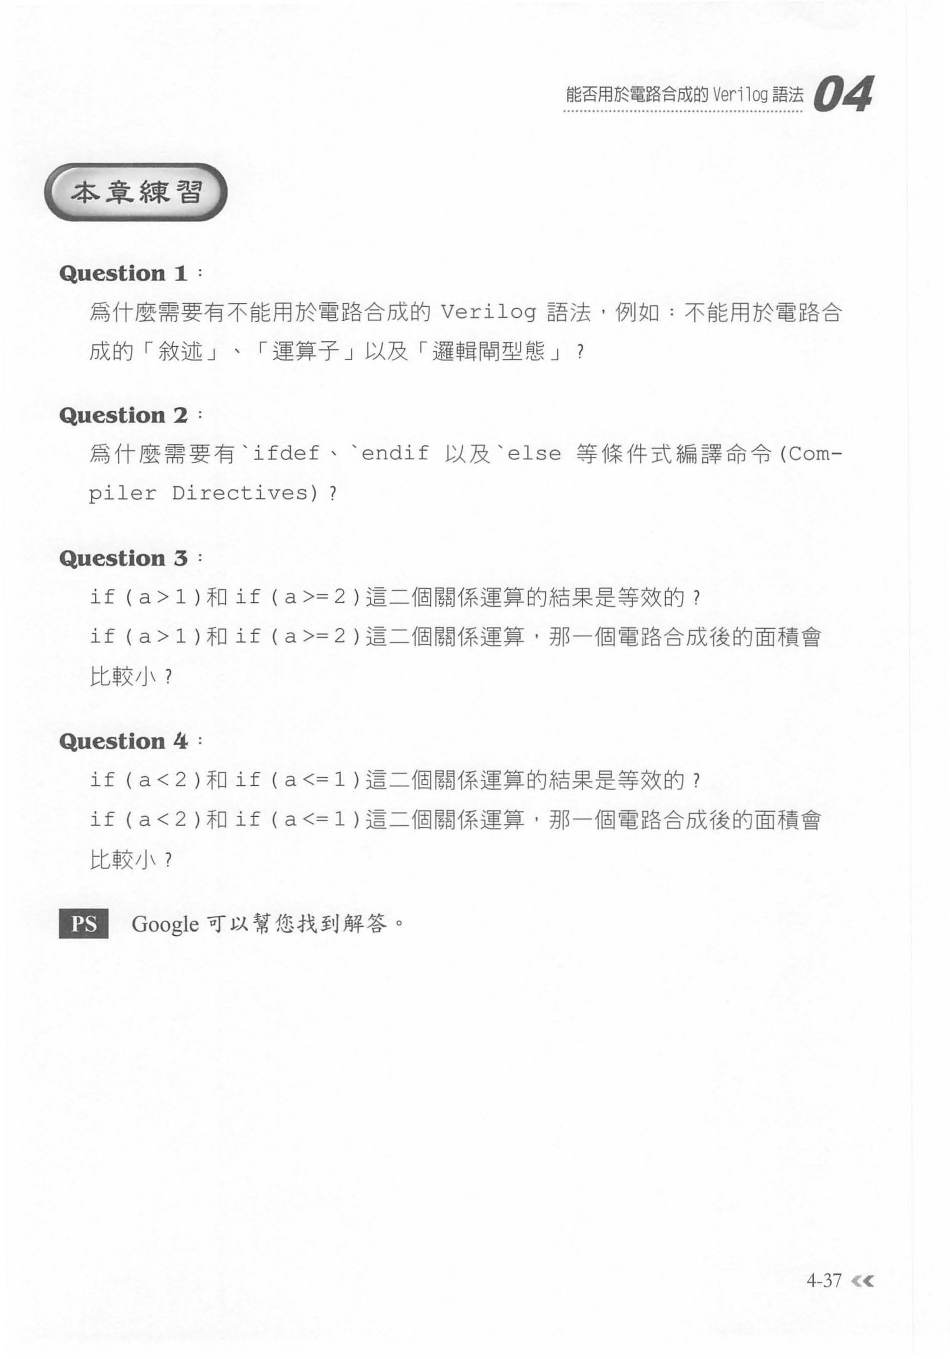 能否用於電路合成的 Verilog 語法 04
本章練習
Question 1：
為什麼需要有不能用於電路合成的 Verilog 語法，例如：不能用於電路合
成的「敘述」、「運算子」以及「邏輯閘型態」？
Question 2：
為什麼需要有`ifdef、`endif 以及`else 等條件式編譯命令(Com-
piler Directives)？
Question 3：
if (a>1)和 if (a>=2)這二個關係運算的結果是等效的？
if (a>1)和 if (a>=2)這二個關係運算，那一個電路合成後的面積會
比較小？
Question 4：
if (a<2)和 if (a<=1)這二個關係運算的結果是等效的？
if (a<2)和 if (a<=1)這二個關係運算，那一個電路合成後的面積會
比較小？
PS Google 可以幫您找到解答。
4-37